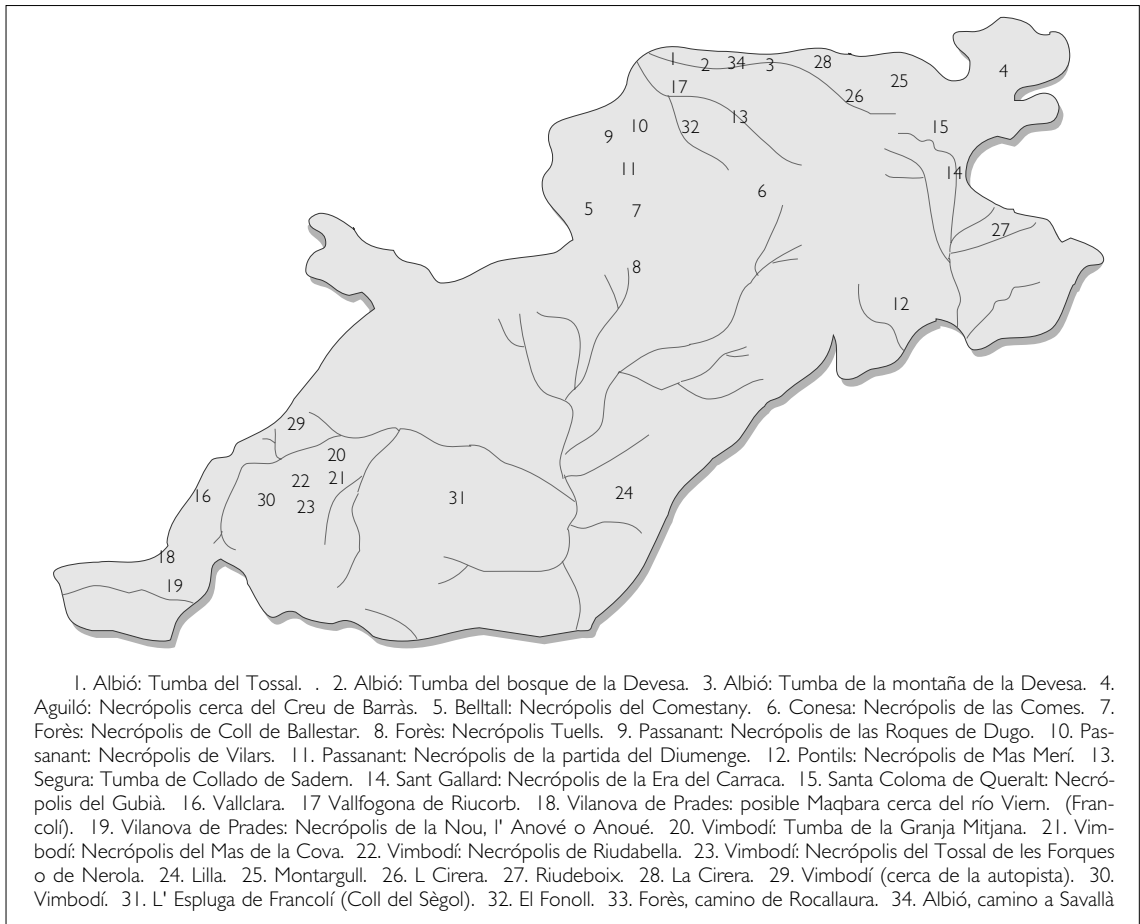 1 2 34 3 28 4
17 25
26
9 10 32 13 15
11 14
5 7 6 27
8
12
29
20
22 21
16 30 23 31 24
18
19
1. Albió: Tumba del Tossal. . 2. Albió: Tumba del bosque de la Devesa. 3. Albió: Tumba de la montaña de la Devesa. 4.
Aguiló: Necrópolis cerca del Creu de Barràs. 5. Belltall: Necrópolis del Comestany. 6. Conesa: Necrópolis de las Comes. 7.
Forès: Necrópolis de Coll de Ballestar. 8. Forès: Necrópolis Tuells. 9. Passanant: Necrópolis de las Roques de Dugo. 10. Pas-
sanant: Necrópolis de Vilars. 11. Passanant: Necrópolis de la partida del Diumenge. 12. Pontils: Necrópolis de Mas Merí. 13.
Segura: Tumba de Collado de Sadern. 14. Sant Gallard: Necrópolis de la Era del Carraca. 15. Santa Coloma de Queralt: Necró-
polis del Gubià. 16. Vallclara. 17 Vallfogona de Riucorb. 18. Vilanova de Prades: posible Maqbara cerca del río Viern. (Fran-
colí). 19. Vilanova de Prades: Necrópolis de la Nou, l' Anové o Anoué. 20. Vimbodí: Tumba de la Granja Mitjana. 21. Vim-
bodí: Necrópolis del Mas de la Cova. 22. Vimbodí: Necrópolis de Riudabella. 23. Vimbodí: Necrópolis del Tossal de les Forques
o de Nerola. 24. Lilla. 25. Montargull. 26. L Cirera. 27. Riudeboix. 28. La Cirera. 29. Vimbodí (cerca de la autopista). 30.
Vimbodí. 31. L' Espluga de Francolí (Coll del Sègol). 32. El Fonoll. 33. Forès, camino de Rocallaura. 34. Albió, camino a Savallà